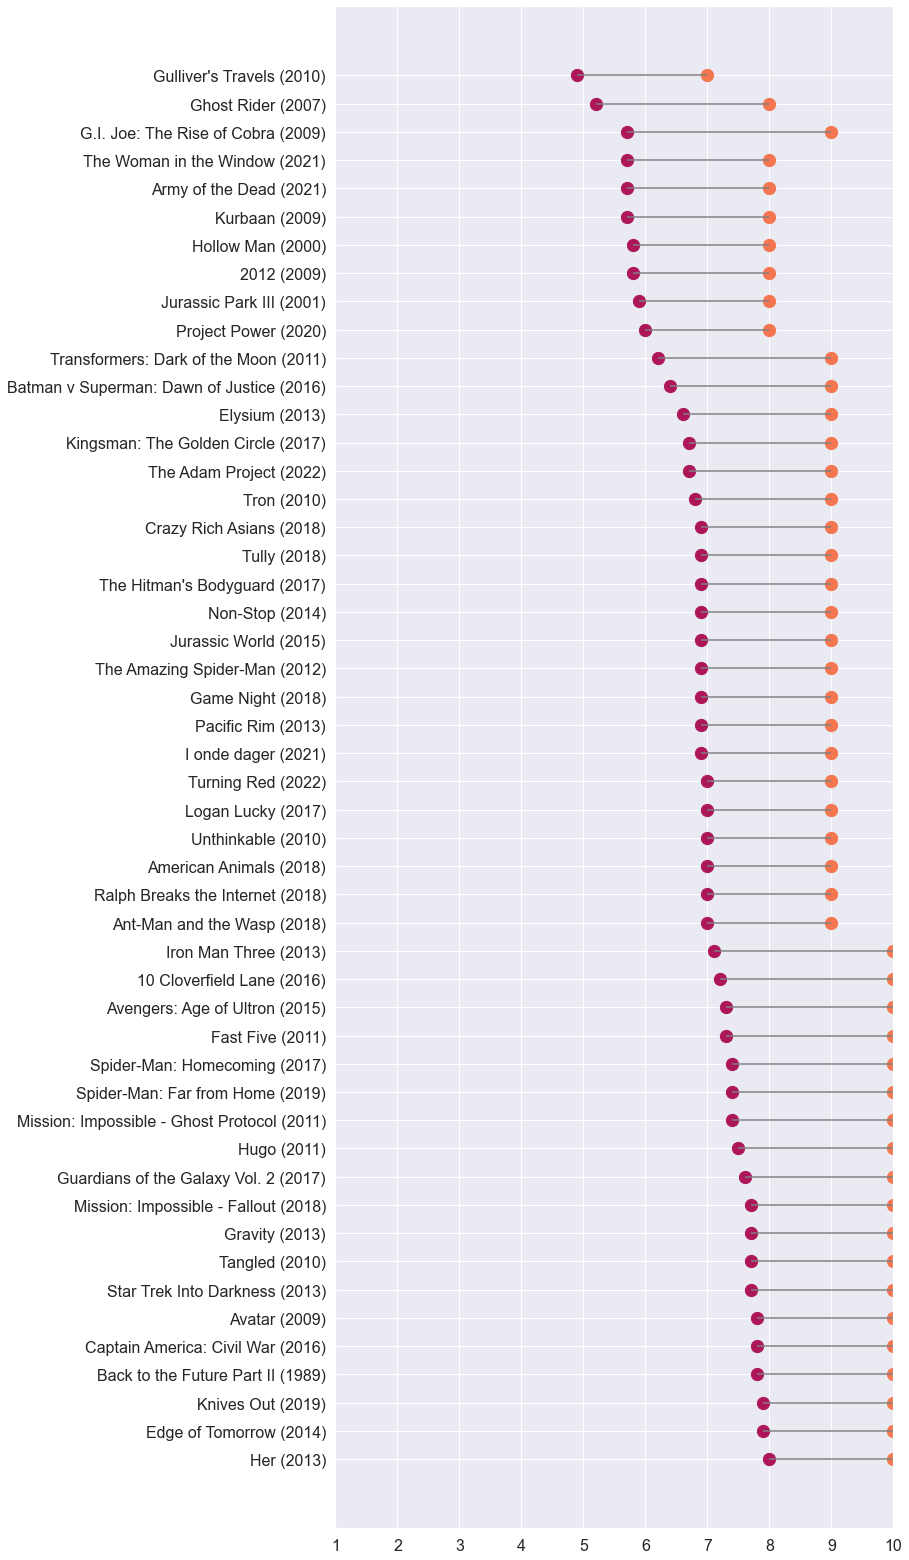 Gulliver's Travels (2010)
Ghost Rider (2007)
G.I. Joe: The Rise of Cobra (2009)
The Woman in the Window (2021)
Army of the Dead (2021)
Kurbaan (2009)
Hollow Man (2000)
2012 (2009)
Jurassic Park III (2001)
Project Power (2020)
Transformers: Dark of the Moon (2011)
Batman v Superman: Dawn of Justice (2016)
Elysium (2013)
Kingsman: The Golden Circle (2017)
The Adam Project (2022)
Tron (2010)
Crazy Rich Asians (2018)
Tully (2018)
The Hitman's Bodyguard (2017)
Non-Stop (2014)
Jurassic World (2015)
The Amazing Spider-Man (2012)
Game Night (2018)
Pacific Rim (2013)
I onde dager (2021)
Turning Red (2022)
Logan Lucky (2017)
Unthinkable (2010)
American Animals (2018)
Ralph Breaks the Internet (2018)
Ant-Man and the Wasp (2018)
Iron Man Three (2013)
10 Cloverfield Lane (2016)
Avengers: Age of Ultron (2015)
Fast Five (2011)
Spider-Man: Homecoming (2017)
Spider-Man: Far from Home (2019)
Mission: Impossible - Ghost Protocol (2011)
Hugo (2011)
Guardians of the Galaxy Vol. 2 (2017)
Mission: Impossible - Fallout (2018)
Gravity (2013)
Tangled (2010)
Star Trek Into Darkness (2013)
Avatar (2009)
Captain America: Civil War (2016)
Back to the Future Part II (1989)
Knives Out (2019)
Edge of Tomorrow (2014)
Her (2013)
1 2 3 4 5 6 7 8 9 10